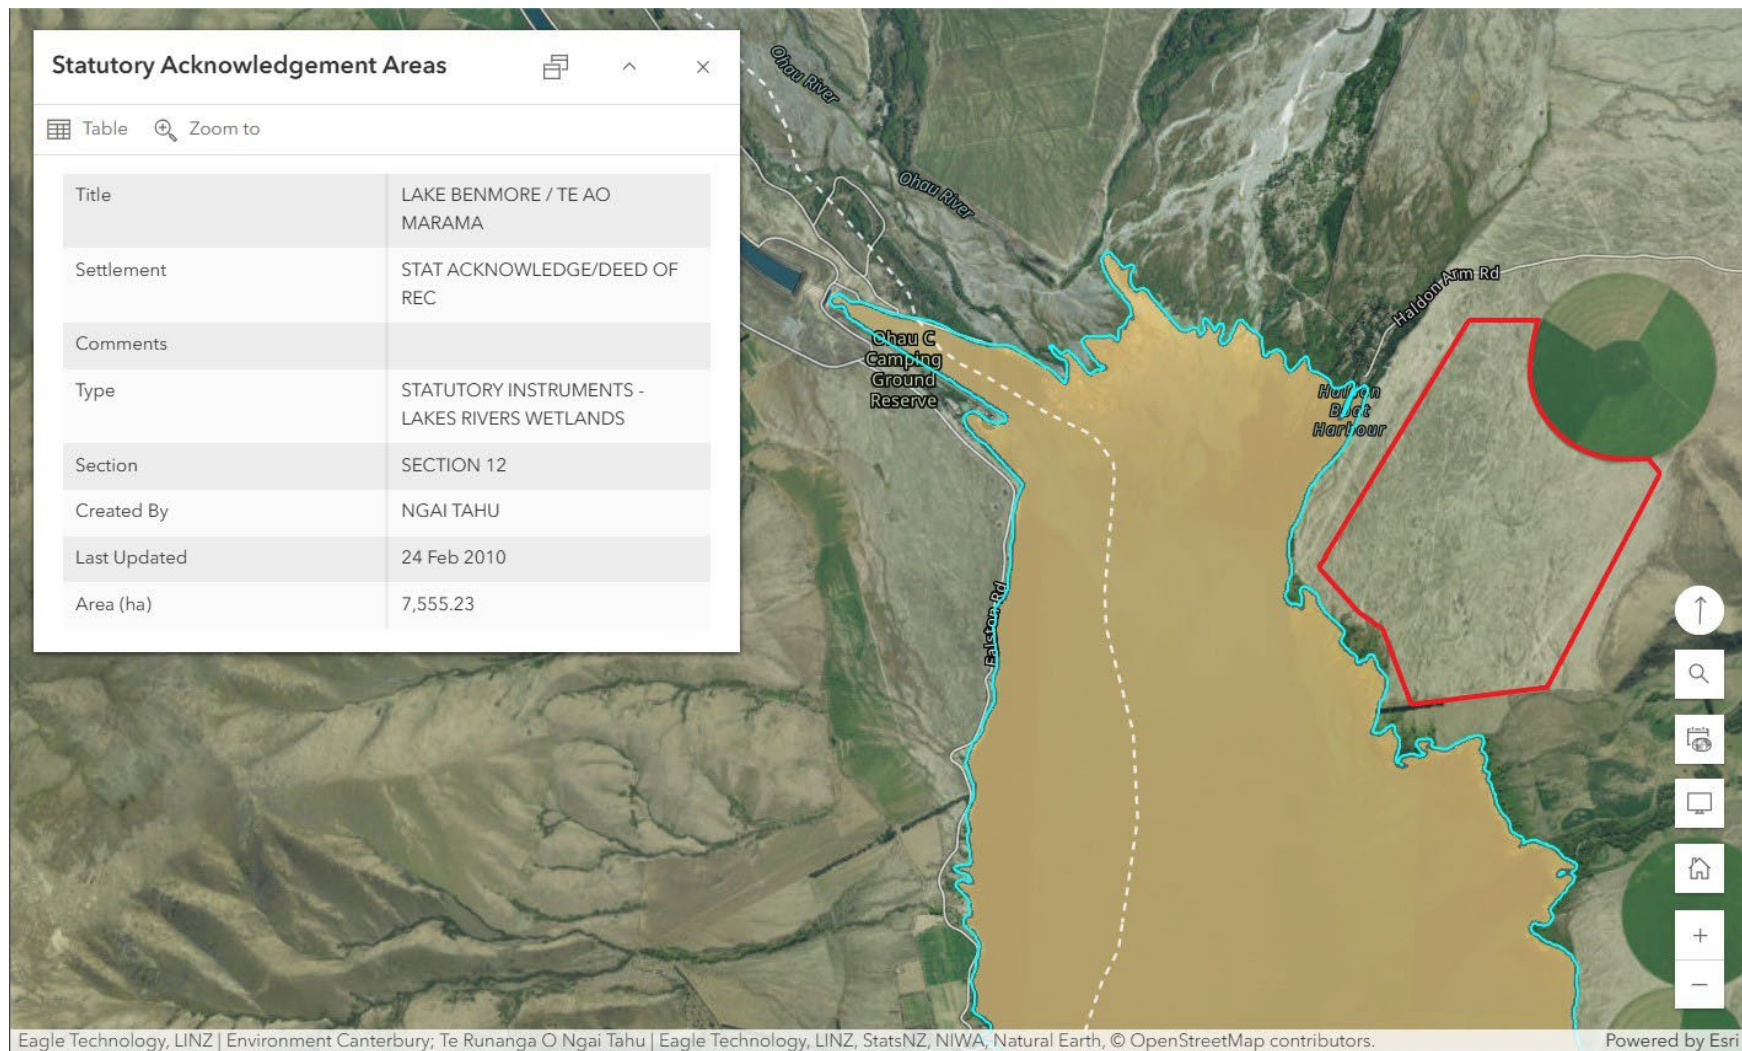 Statutory Acknowledgement Areas
Table Zoom to
Title LAKE BENMORE / TE AO
MARAMA
Settlement STAT ACKNOWLEDGE/DEED OF
REC
Comments
Type STATUTORY INSTRUMENTS -
LAKES RIVERS WETLANDS
Section SECTION 12
Created By NGAI TAHU
Last Updated 24 Feb 2010
Area (ha) 7,555.23
Ohau River
Ohau River
Haldon Arm Rd
Ohau C
Camping
Ground
Reserve
Haldon
Boat
Harbour
Falston Rd
Eagle Technology, LINZ | Environment Canterbury; Te Runanga O Ngai Tahu | Eagle Technology, LINZ, StatsNZ, NIWA, Natural Earth, © OpenStreetMap contributors. Powered by Esri